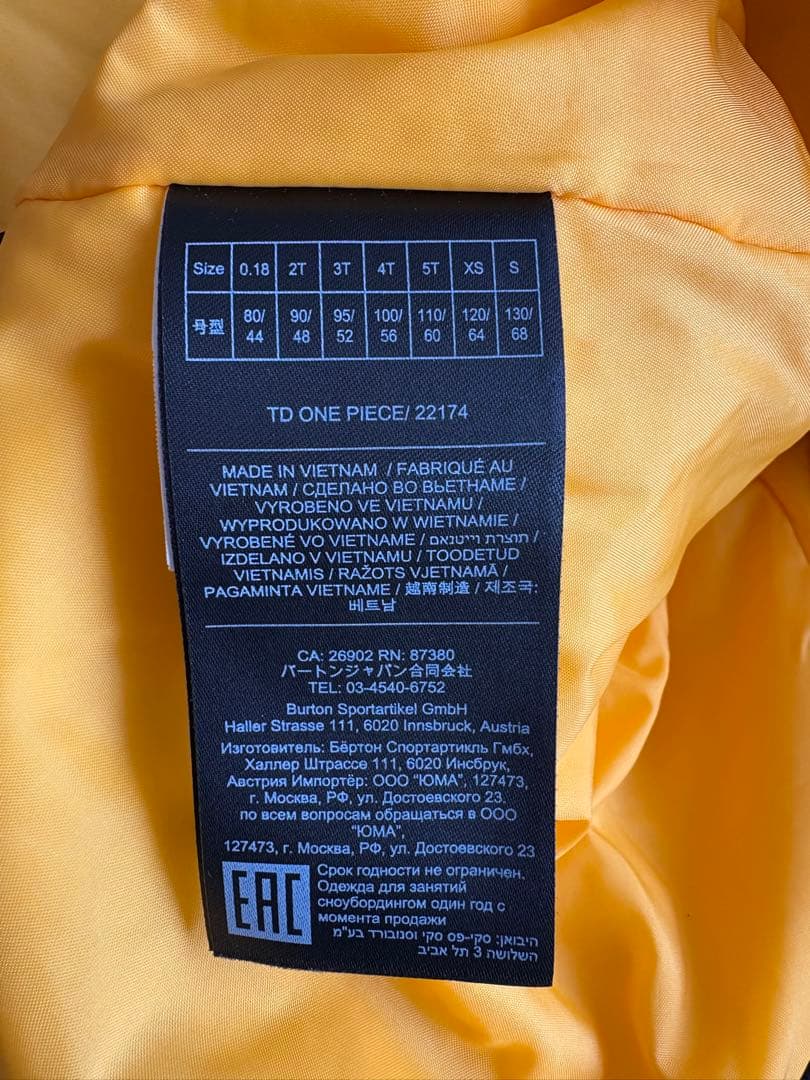 Size 0.18 2T 3T 4T 5T XS S
号型 80/44 90/48 95/52 100/56 110/60 120/64 130/68
TD ONE PIECE/ 22174
MADE IN VIETNAM / FABRIQUÉ AU
VIETNAM / СДЕЛАНО ВО ВЬЕТНАМЕ /
VYROBENO VE VIETNAMU /
WYPRODUKOWANO W WIETNAMIE /
VYROBENÉ VO VIETNAME / תוצרת וייטנאם /
IZDELANO V VIETNAMU / TOODETUD
VIETNAMIS / RAŽOTS VJETNAMĀ /
PAGAMINTA VIETNAME / 越南制造 / 제조국:
베트남
CA: 26902 RN: 87380
バートンジャパン合同会社
TEL: 03-4540-6752
Burton Sportartikel GmbH
Haller Strasse 111, 6020 Innsbruck, Austria
Изготовитель: Бёртон Спортартикль Гмбх,
Халлер Штрассе 111, 6020 Инсбрук,
Австрия Импортёр: ООО "ЮМА", 127473,
г. Москва, РФ, ул. Достоевского 23.
по всем вопросам обращаться в ООО
"ЮМА",
127473, г. Москва, РФ, ул. Достоевского 23
EAC
Срок годности не ограничен.
Одежда для занятий
сноубордингом один год с
момента продажи
היבואן: סקי-פס סקי וסנובורד בע"מ
השלושה 3 תל אביב